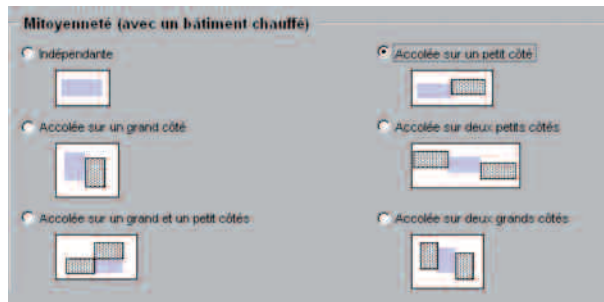 Mitoyenneté (avec un bâtiment chauffé)
Indépendante
Accolée sur un petit côté
Accolée sur un grand côté
Accolée sur deux petits côtés
Accolée sur un grand et un petit côtés
Accolée sur deux grands côtés